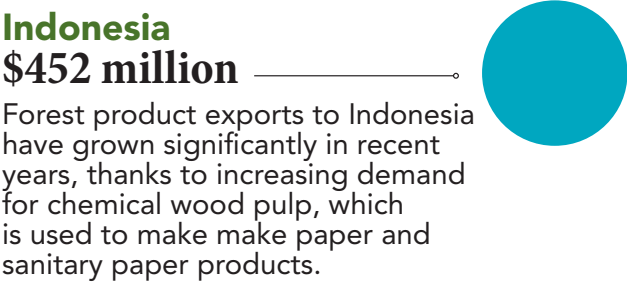 Indonesia
$452 million
Forest product exports to Indonesia
have grown significantly in recent
years, thanks to increasing demand
for chemical wood pulp, which
is used to make make paper and
sanitary paper products.